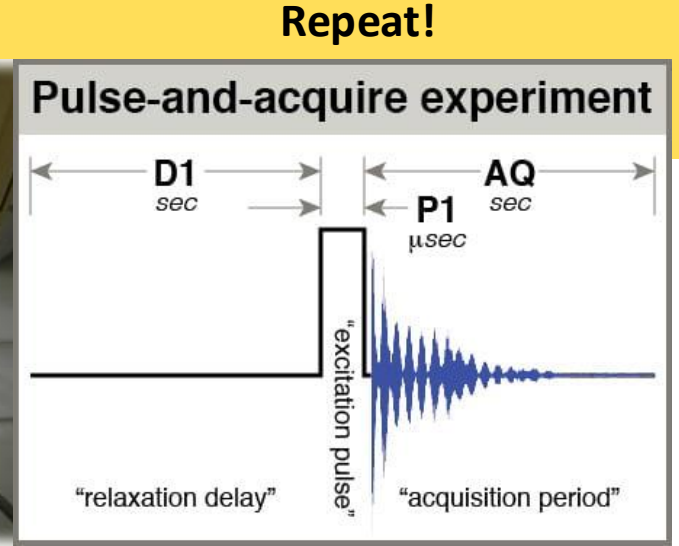 Repeat!
Pulse-and-acquire experiment
D1
sec
AQ
sec
P1
μsec
"excitation pulse"
"relaxation delay"
"acquisition period"